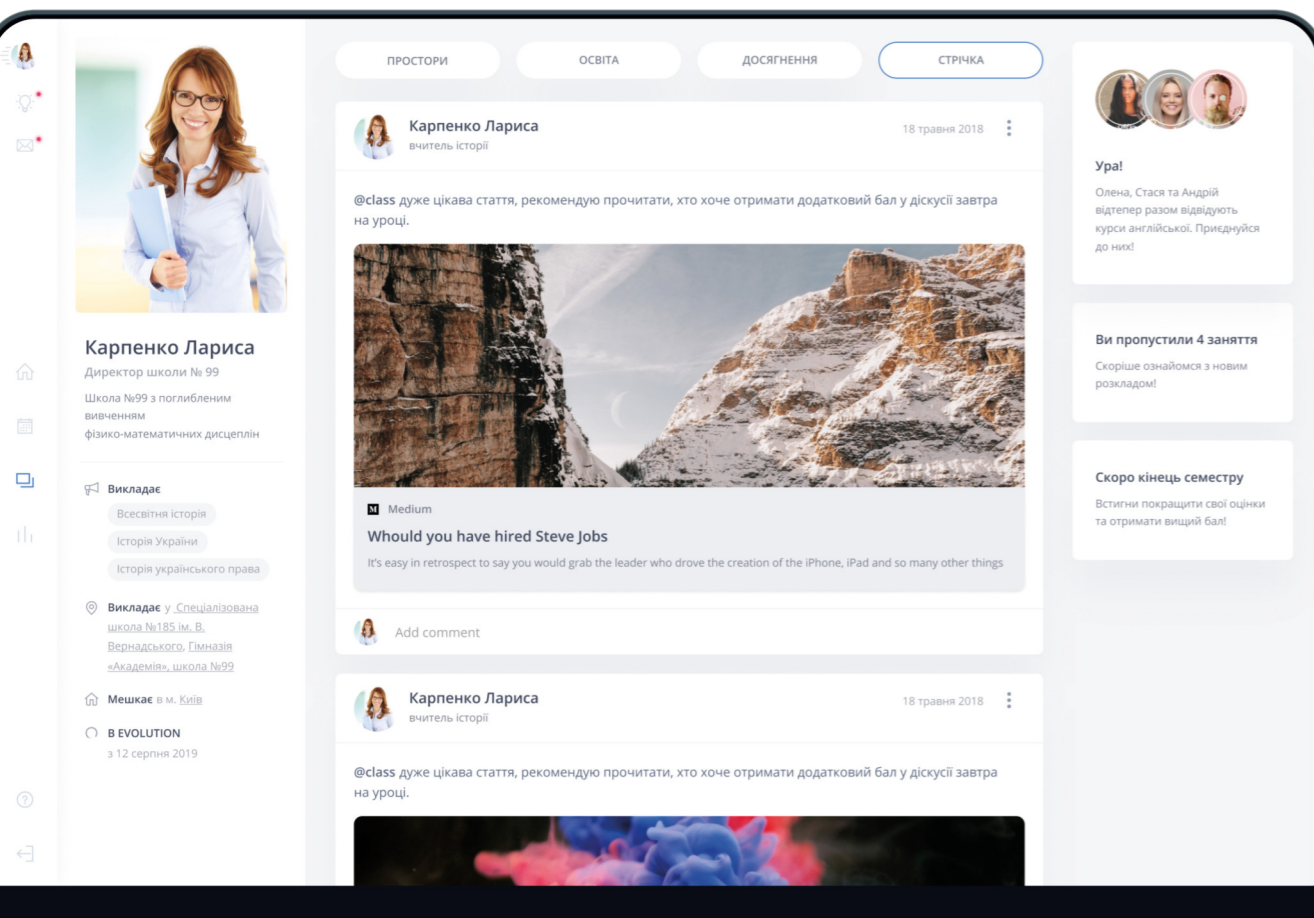 Карпенко Лариса
Директор школи № 99
Школа №99 з поглибленим
вивченням
фізико-математичних дисцеплін
Викладає
Всесвітня історія
Історія України
Історія українського права
Викладає у Спеціалізована
школа №185 ім. В.
Вернадського, Гімназія
«Академія», школа №99
Мешкає в м. Київ
В EVOLUTION
з 12 серпня 2019
ПРОСТОРИ
ОСВІТА
ДОСЯГНЕННЯ
СТРІЧКА
Карпенко Лариса
18 травня 2018
вчитель історії
@class дуже цікава стаття, рекомендую прочитати, хто хоче отримати додатковий бал у діскусії завтра
на уроці.
M Medium
Whould you have hired Steve Jobs
It's easy in retrospect to say you would grab the leader who drove the creation of the iPhone, iPad and so many other things
Add comment
Карпенко Лариса
18 травня 2018
вчитель історії
@class дуже цікава стаття, рекомендую прочитати, хто хоче отримати додатковий бал у діскусії завтра
на уроці.
Ура!
Олена, Стася та Андрій
відтепер разом відвідують
курси англійської. Приєднуйся
до них!
Ви пропустили 4 заняття
Скоріше ознайомся з новим
розкладом!
Скоро кінець семестру
Встигни покращити свої оцінки
та отримати вищий бал!